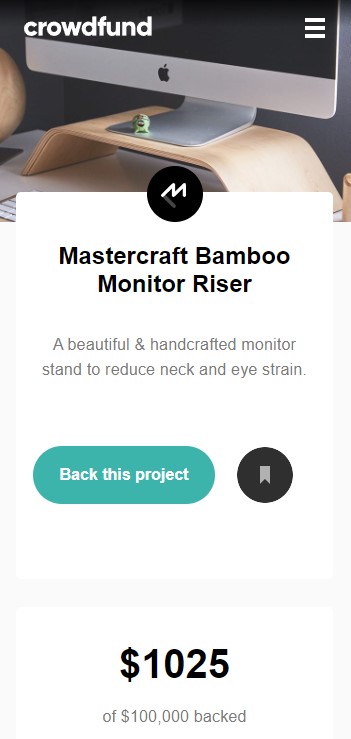 crowdfund
Mastercraft Bamboo
Monitor Riser
A beautiful & handcrafted monitor
stand to reduce neck and eye strain.
Back this project
$1025
of $100,000 backed